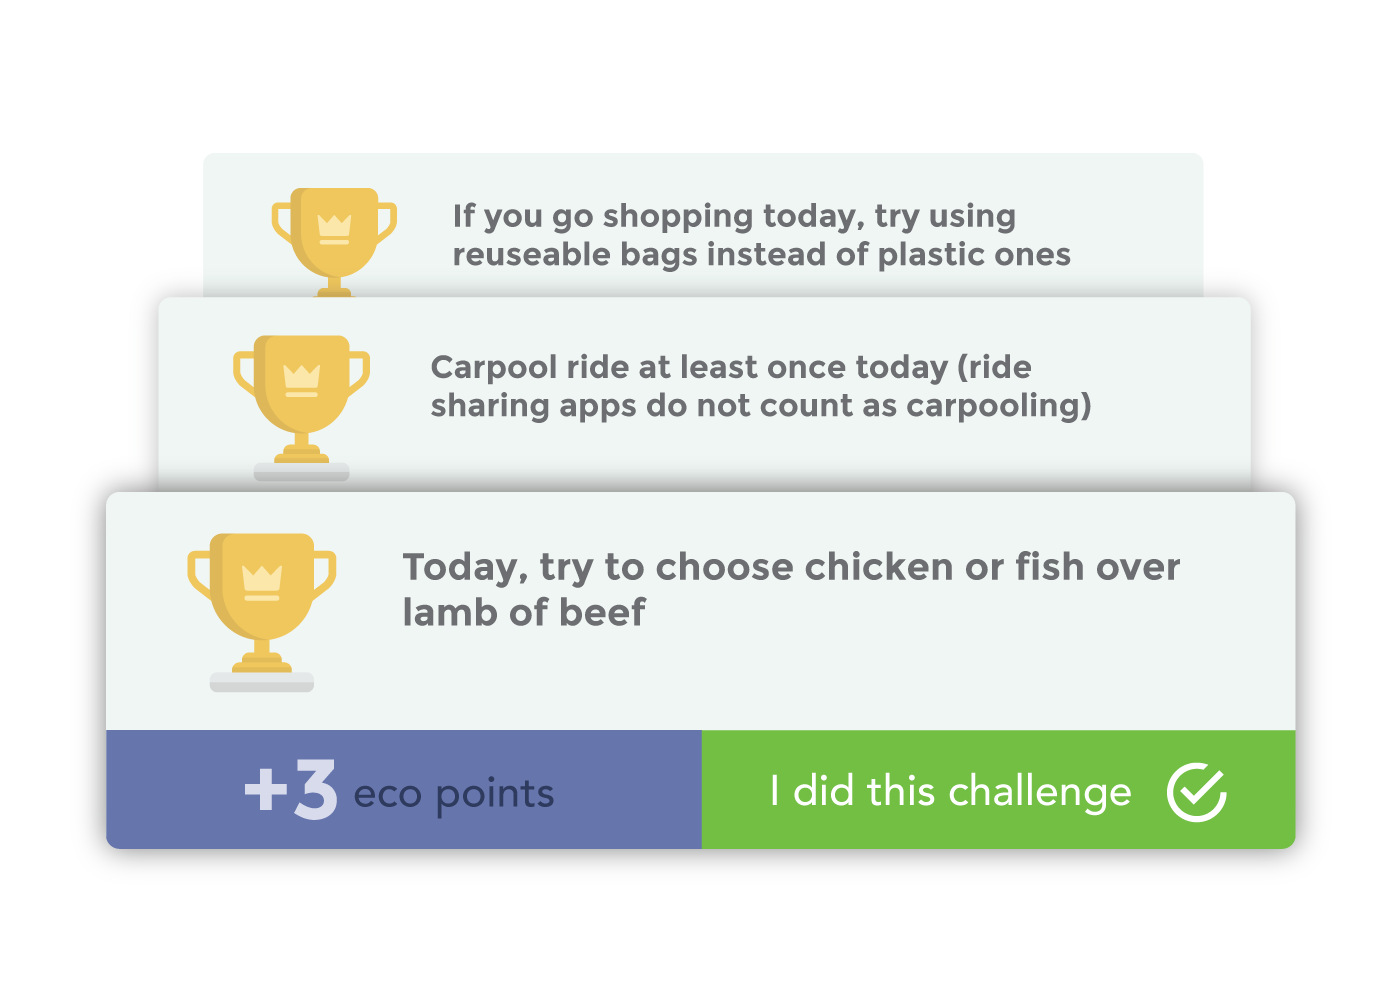 If you go shopping today, try using
reuseable bags instead of plastic ones
Carpool ride at least once today (ride
sharing apps do not count as carpooling)
Today, try to choose chicken or fish over
lamb of beef
+3 eco points
I did this challenge